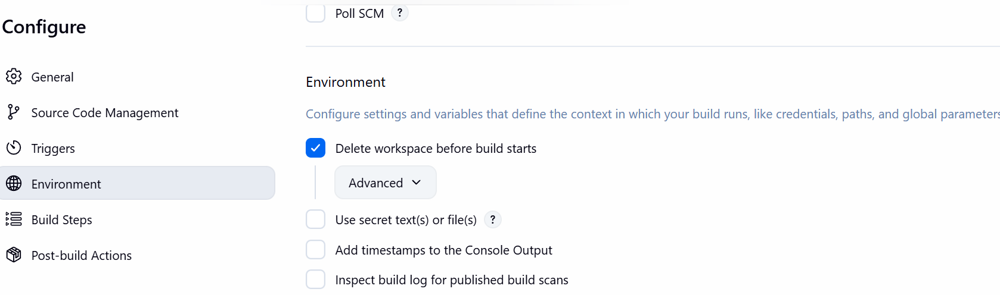 Configure
General
Source Code Management
Triggers
Environment
Build Steps
Post-build Actions
Poll SCM ?
Environment
Configure settings and variables that define the context in which your build runs, like credentials, paths, and global parameters
Delete workspace before build starts
Advanced
Use secret text(s) or file(s) ?
Add timestamps to the Console Output
Inspect build log for published build scans